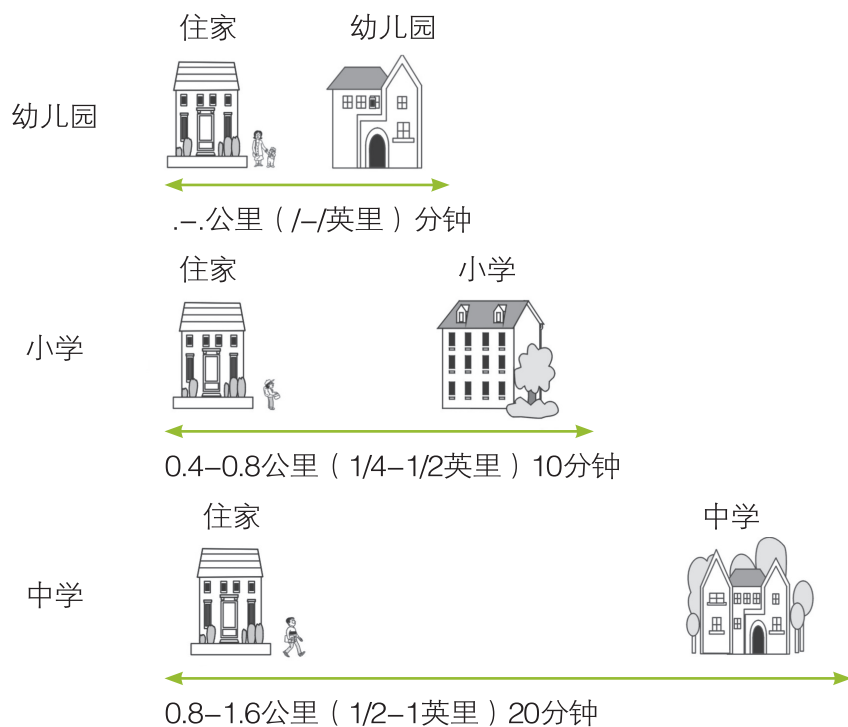 住家 幼儿园
幼儿园
.–.公里（/–/英里）分钟
住家 小学
小学
0.4–0.8公里（1/4–1/2英里）10分钟
住家 中学
中学
0.8–1.6公里（1/2–1英里）20分钟